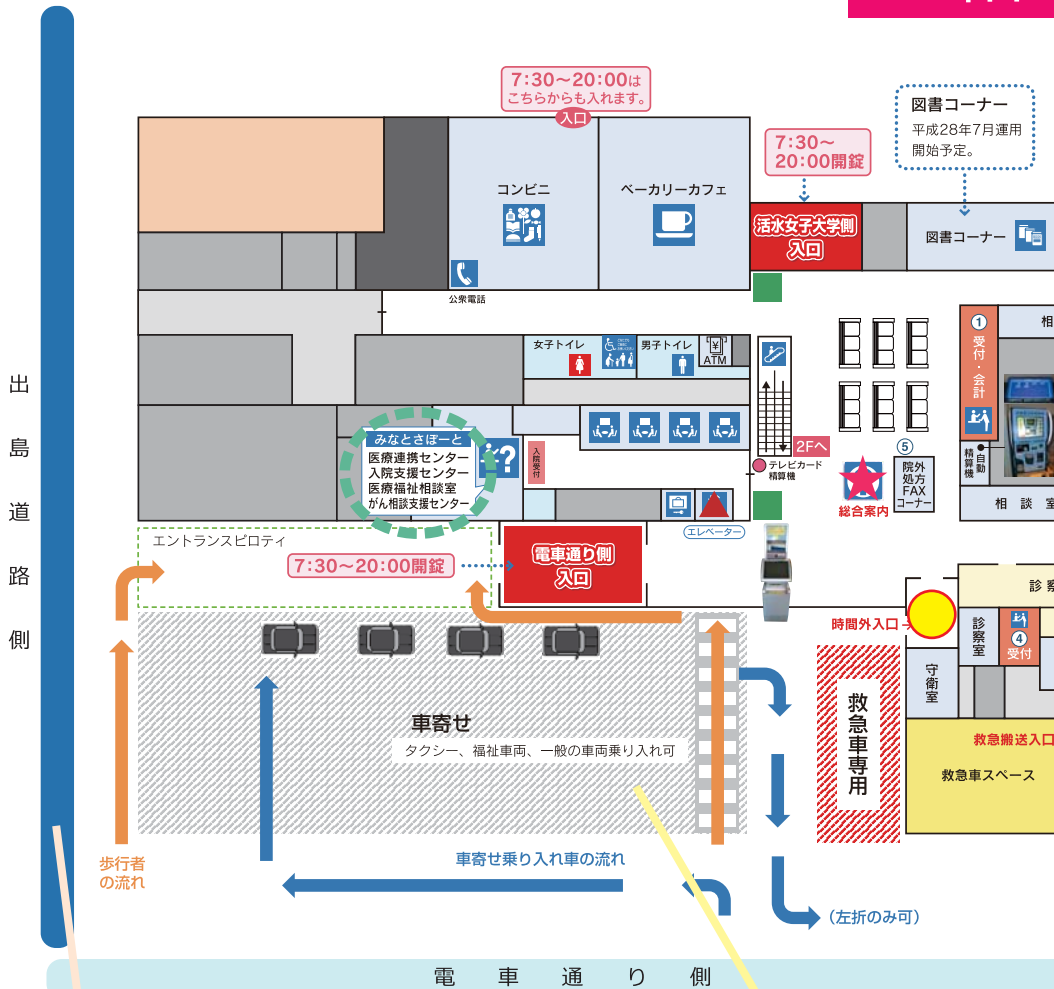 7:30〜20:00は
こちらからも入れます。
入口
図書コーナー
平成28年7月運用
開始予定。
7:30〜
20:00開錠
コンビニ
ベーカリーカフェ
活水女子大学側
入口
図書コーナー
公衆電話
女子トイレ
男子トイレ
ATM
① 
受付・会計
相
出島道路側
みなとさぽーと
医療連携センター
入院支援センター
医療福祉相談室
がん相談支援センター
?
入院受付
2Fへ
テレビカード
精算機
エレベーター
総合案内
⑤
院外
処方
FAX
コーナー
自動
精算機
相談室
エントランスピロティ
7:30〜20:00開錠
電車通り側
入口
時間外入口→
診察
診察室
④
受付
守衛室
車寄せ
タクシー、福祉車両、一般の車両乗り入れ可
救急車専用
救急搬送入口
救急車スペース
歩行者
の流れ
車寄せ乗り入れ車の流れ
（左折のみ可）
電車通り側